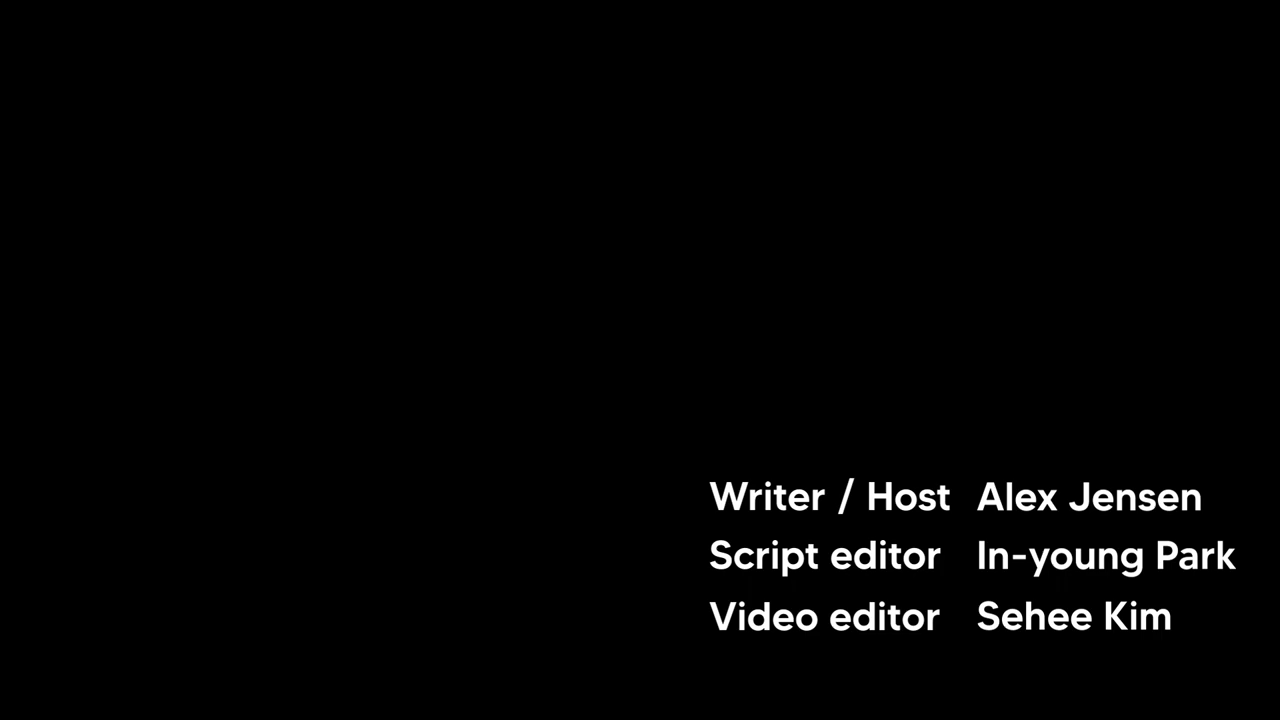 Writer / Host Alex Jensen
Script editor In-young Park
Video editor Sehee Kim